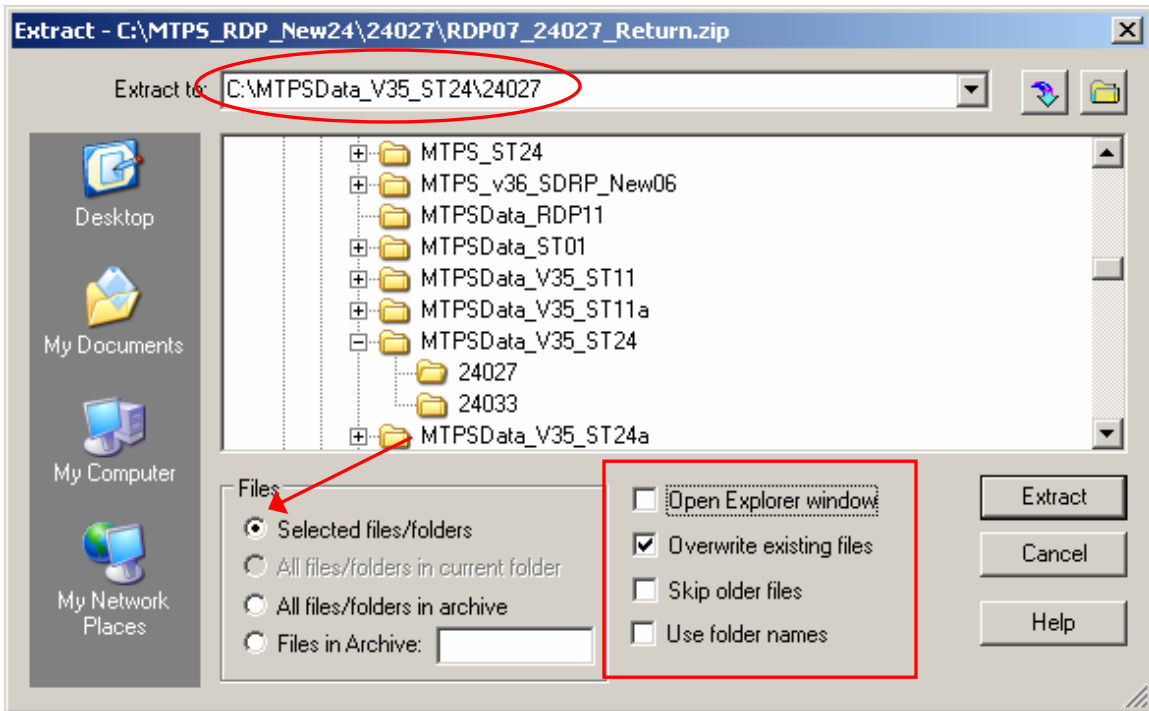 Extract - C:\MTPS_RDP_New24\24027\RDP07_24027_Return.zip
Extract to: C:\MTPSData_V35_ST24\24027
Desktop
My Documents
My Computer
My Network
Places
MTPS_ST24
MTPS_v36_SDRP_New06
MTPSData_RDP11
MTPSData_ST01
MTPSData_V35_ST11
MTPSData_V35_ST11a
MTPSData_V35_ST24
24027
24033
MTPSData_V35_ST24a
Files
Selected files/folders
All files/folders in current folder
All files/folders in archive
Files in Archive:
Open Explorer window
Overwrite existing files
Skip older files
Use folder names
Extract
Cancel
Help